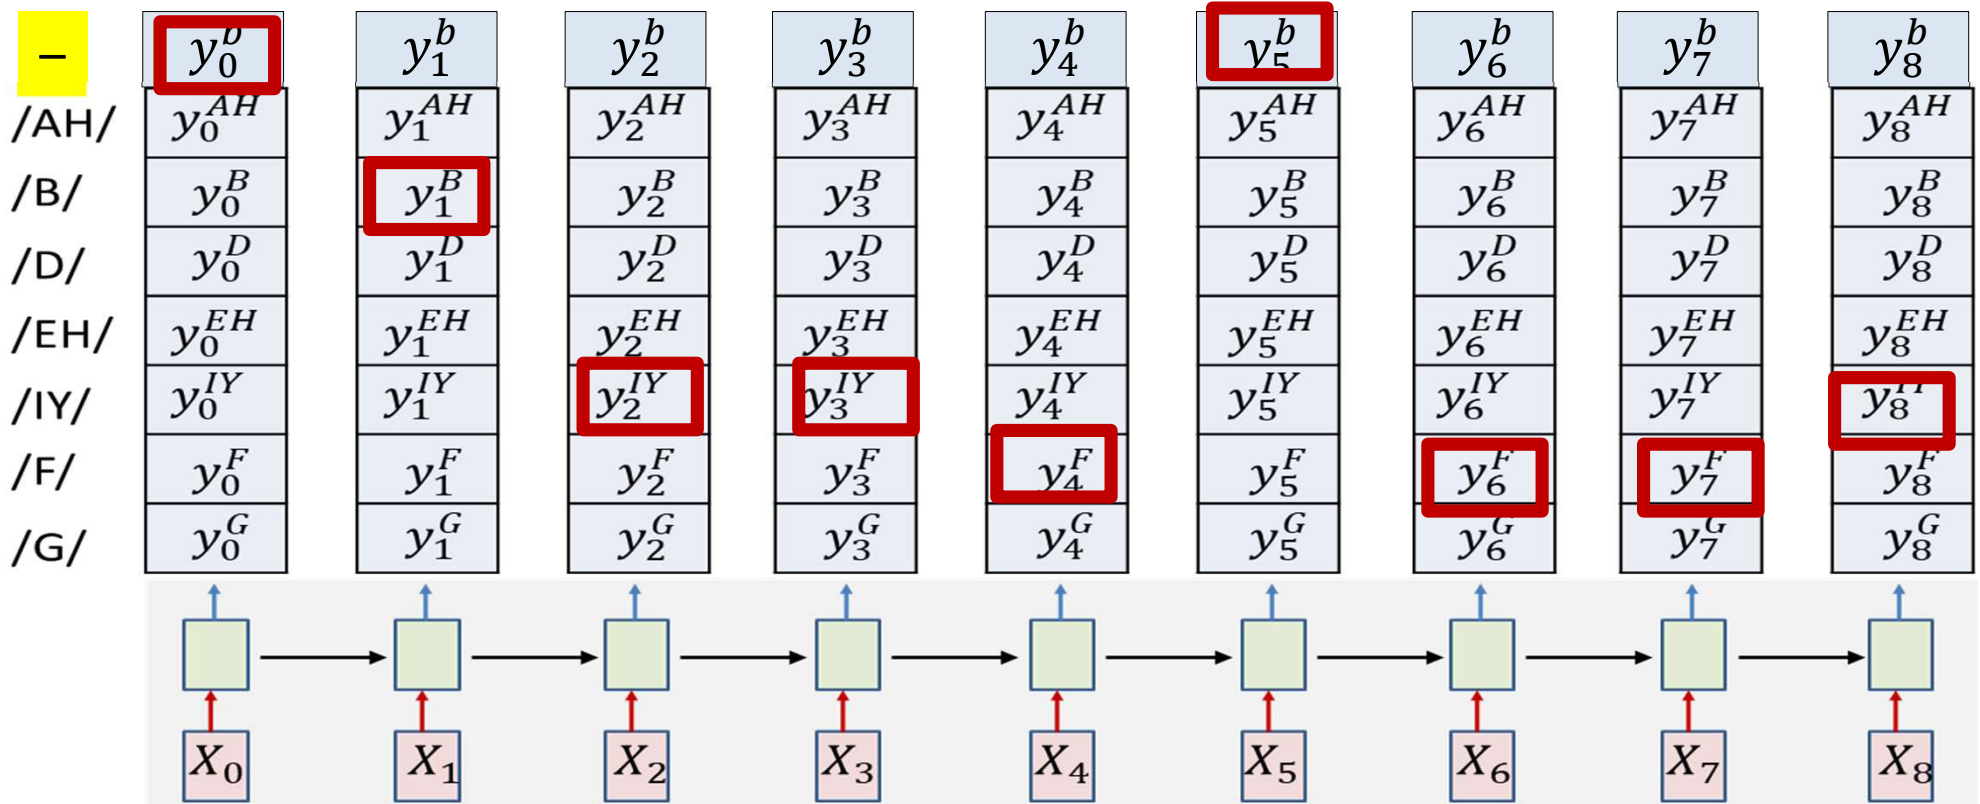 – y_0^b y_1^b y_2^b y_3^b y_4^b y_5^b y_6^b y_7^b y_8^b
/AH/ y_0^{AH} y_1^{AH} y_2^{AH} y_3^{AH} y_4^{AH} y_5^{AH} y_6^{AH} y_7^{AH} y_8^{AH}
/B/ y_0^B y_1^B y_2^B y_3^B y_4^B y_5^B y_6^B y_7^B y_8^B
/D/ y_0^D y_1^D y_2^D y_3^D y_4^D y_5^D y_6^D y_7^D y_8^D
/EH/ y_0^{EH} y_1^{EH} y_2^{EH} y_3^{EH} y_4^{EH} y_5^{EH} y_6^{EH} y_7^{EH} y_8^{EH}
/IY/ y_0^{IY} y_1^{IY} y_2^{IY} y_3^{IY} y_4^{IY} y_5^{IY} y_6^{IY} y_7^{IY} y_8^{IY}
/F/ y_0^F y_1^F y_2^F y_3^F y_4^F y_5^F y_6^F y_7^F y_8^F
/G/ y_0^G y_1^G y_2^G y_3^G y_4^G y_5^G y_6^G y_7^G y_8^G
X_0 X_1 X_2 X_3 X_4 X_5 X_6 X_7 X_8